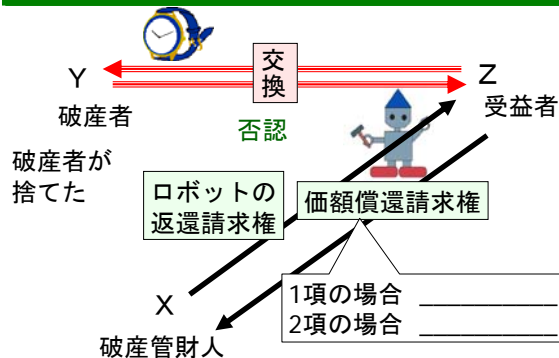 交換
Y
破産者
Z
受益者
否認
破産者が
捨てた
ロボットの
返還請求権
価額償還請求権
1項の場合 __________
2項の場合 __________
X
破産管財人